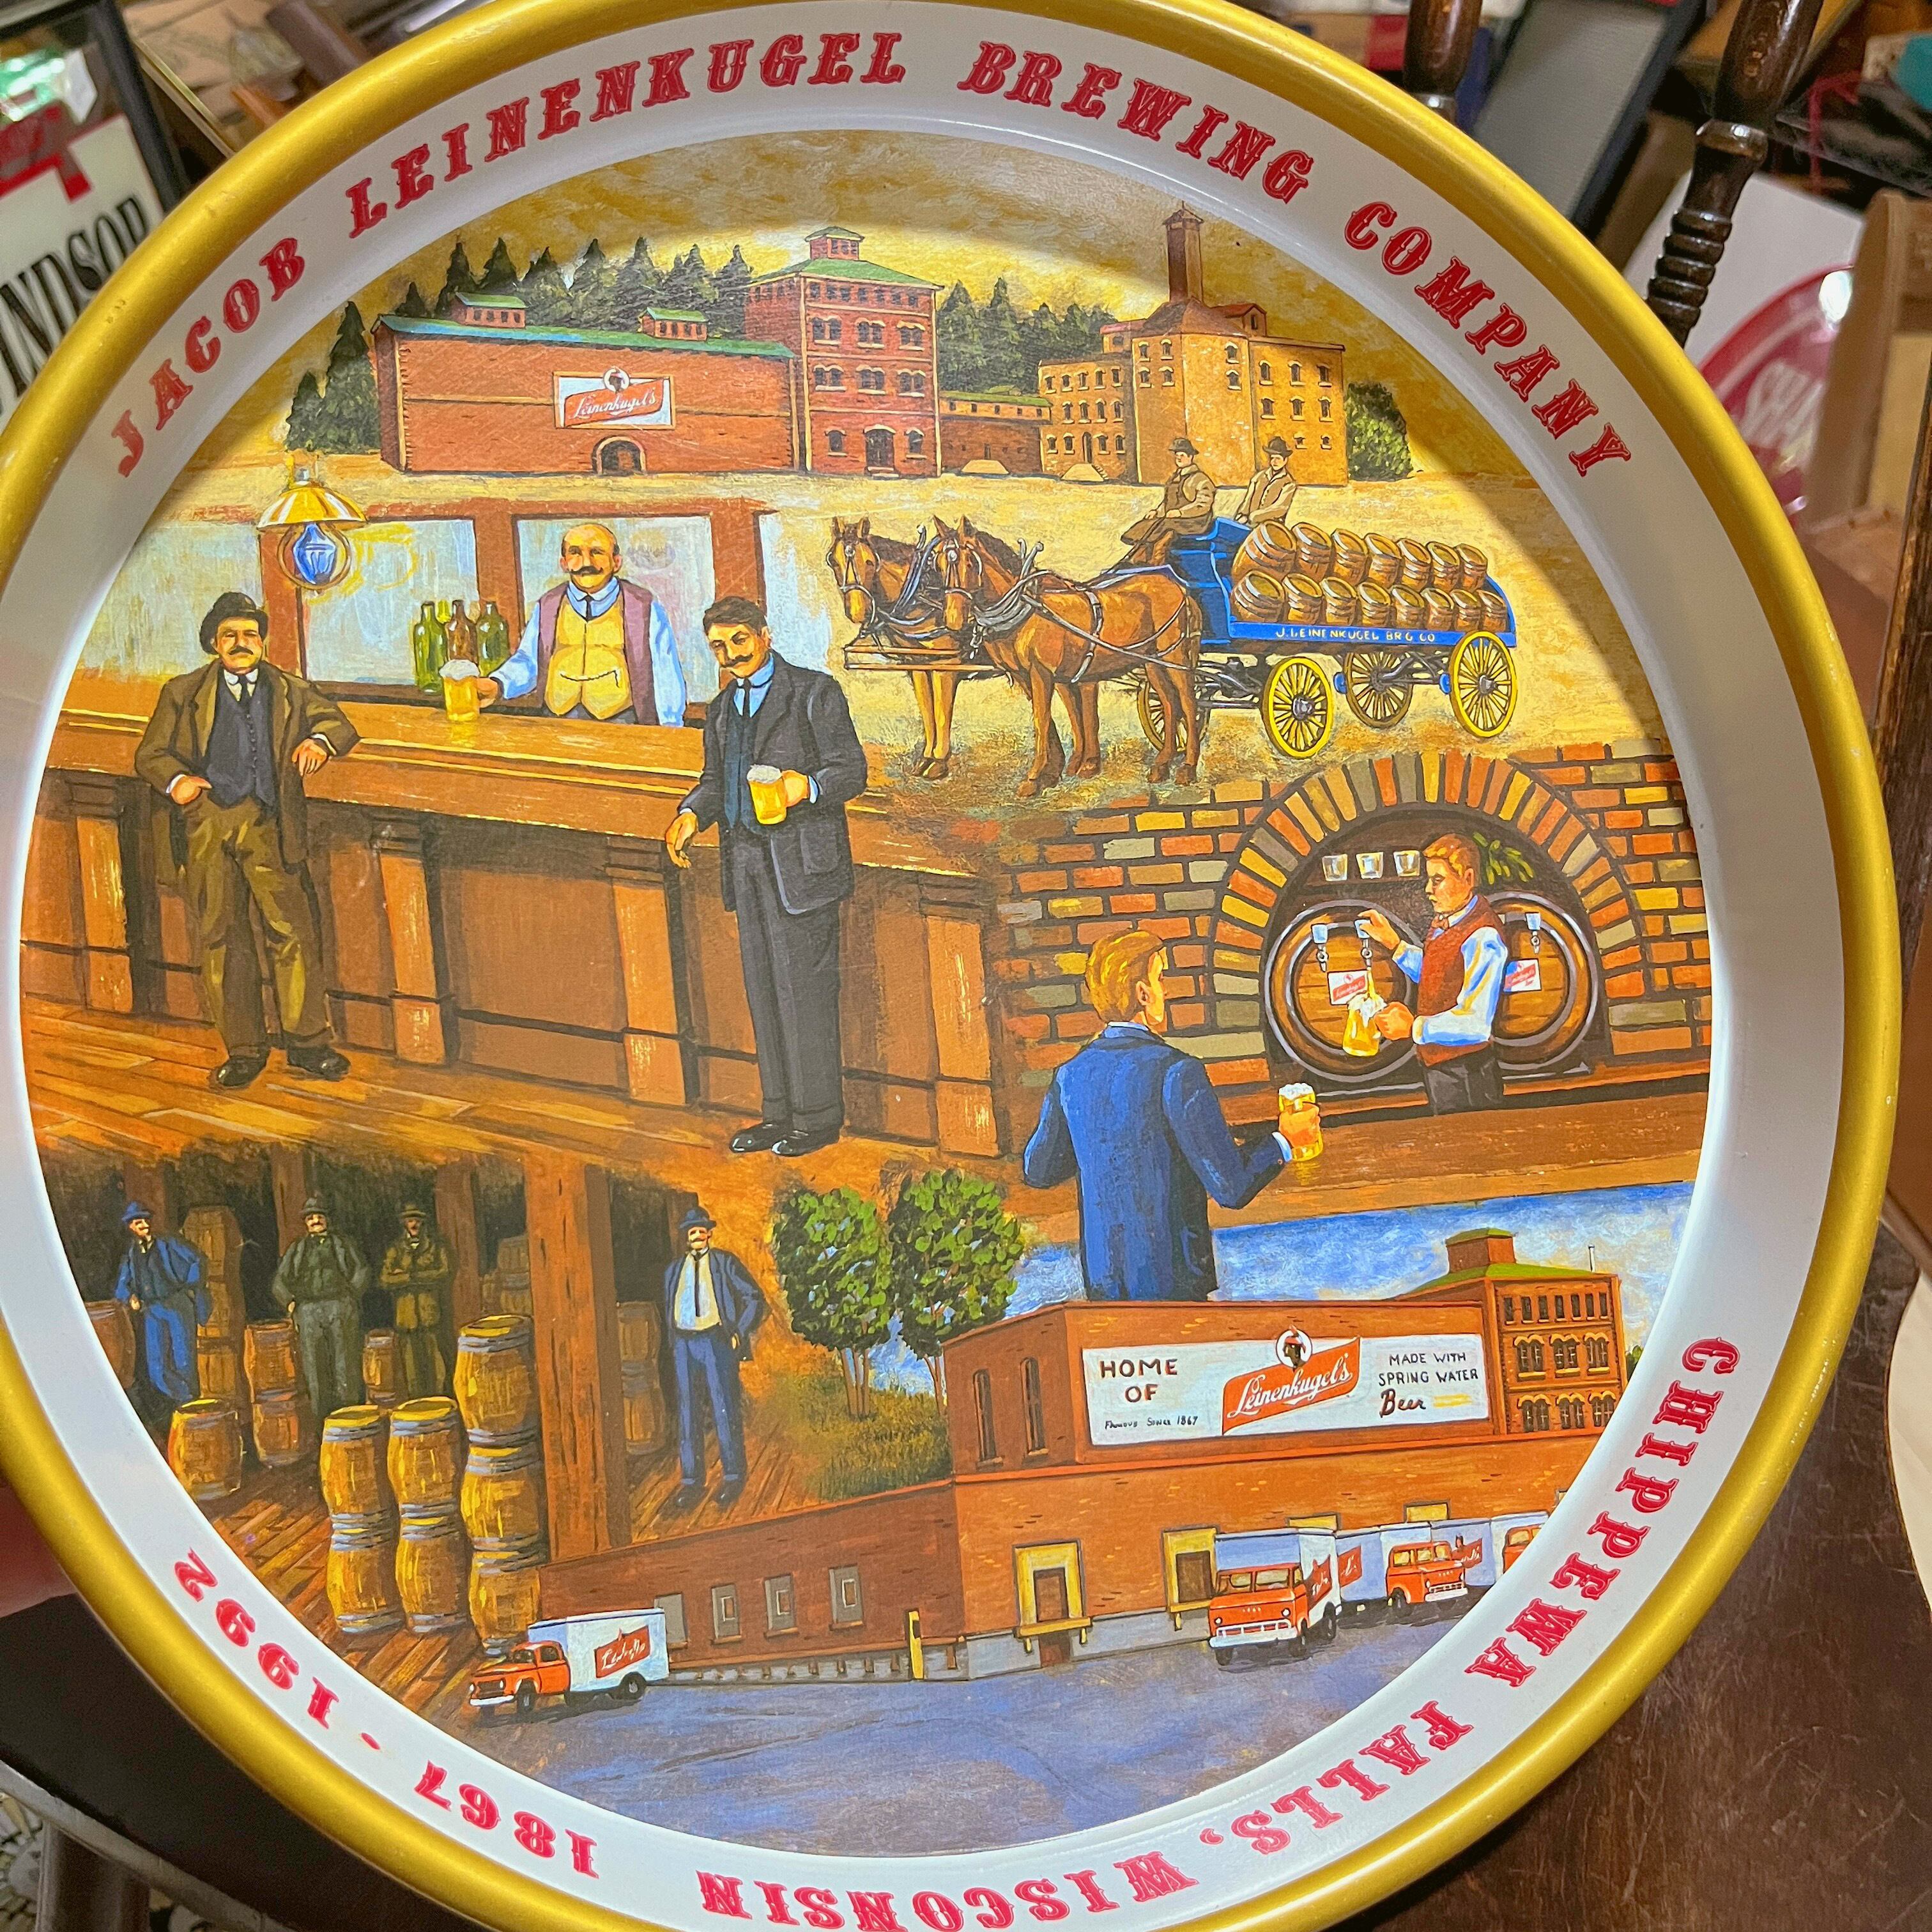 JACOB LEINENKUGEL BREWING COMPANY
CHIPPEWA FALLS, WISCONSIN
1867 - 1992
Leinenkugel's
J. LEINENKUGEL BRG CO
HOME
OF
FAMOUS SINCE 1867
Leinenkugel's
MADE WITH
SPRING WATER
Beer